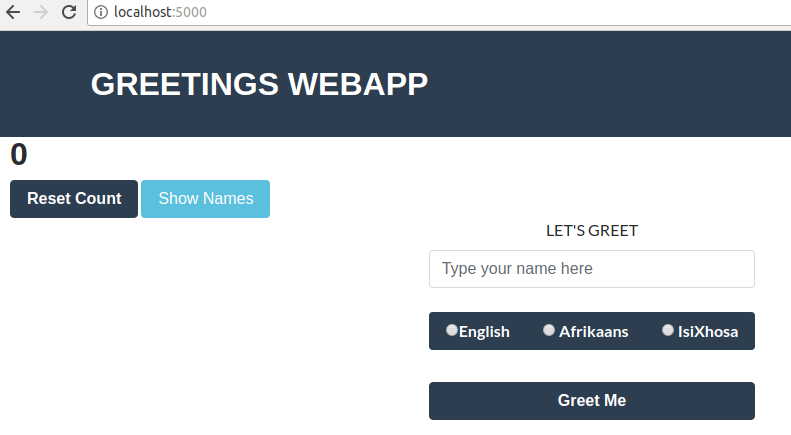 localhost:5000
GREETINGS WEBAPP
0
Reset Count Show Names
LET'S GREET
Type your name here
English Afrikaans IsiXhosa
Greet Me